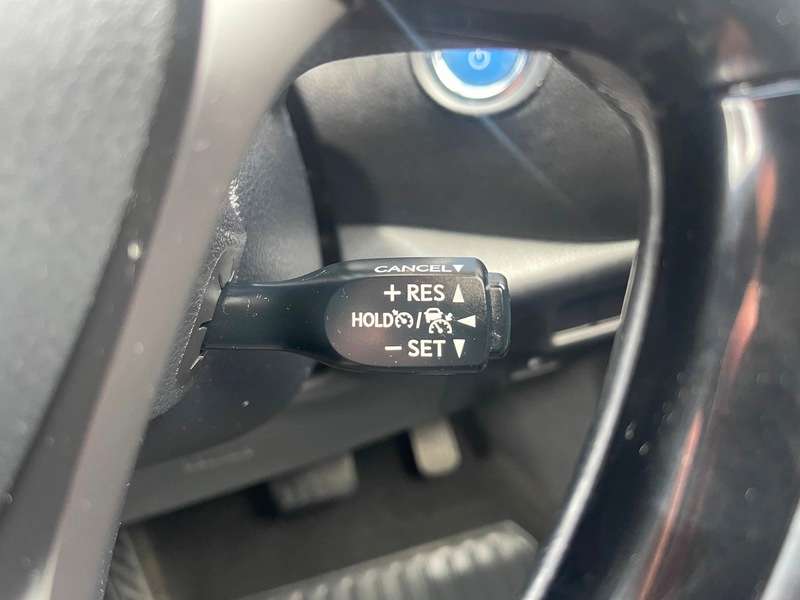 CANCEL▼
+ RES ▲
HOLD / ◄
− SET ▼